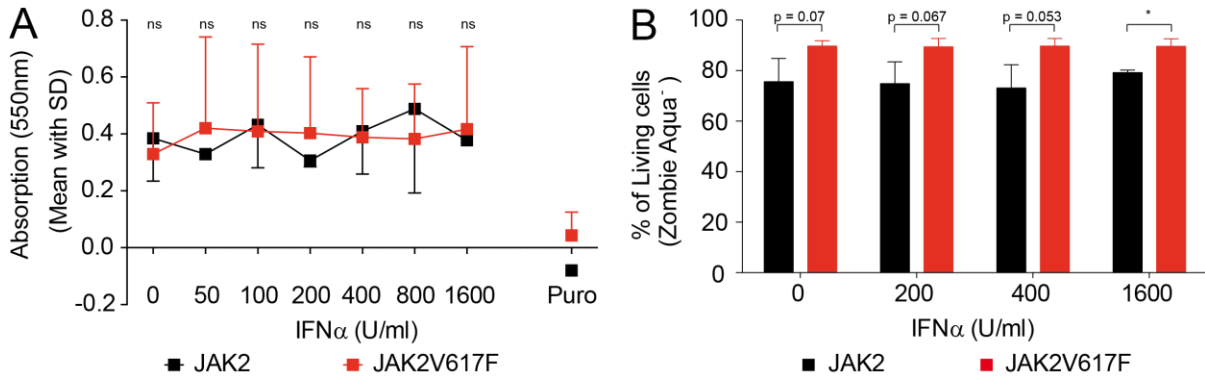 A
Absorption (550nm)
(Mean with SD)
0.8
0.6
0.4
0.2
0.0
-0.2
ns ns ns ns ns ns ns
0 50 100 200 400 800 1600 Puro
IFNα (U/ml)
JAK2 JAK2V617F
B
% of Living cells
(Zombie Aqua⁻)
100
80
60
40
20
0
p = 0.07 p = 0.067 p = 0.053 *
0 200 400 1600
IFNα (U/ml)
JAK2 JAK2V617F